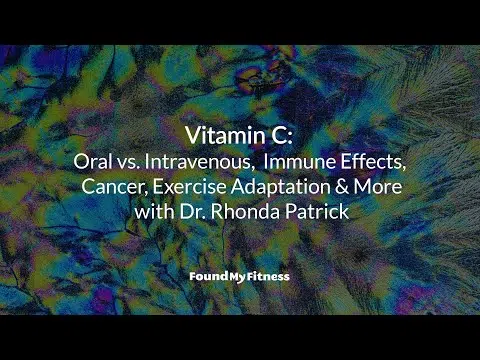 Vitamin C:
Oral vs. Intravenous, Immune Effects,
Cancer, Exercise Adaptation & More
with Dr. Rhonda Patrick
FoundMyFitness